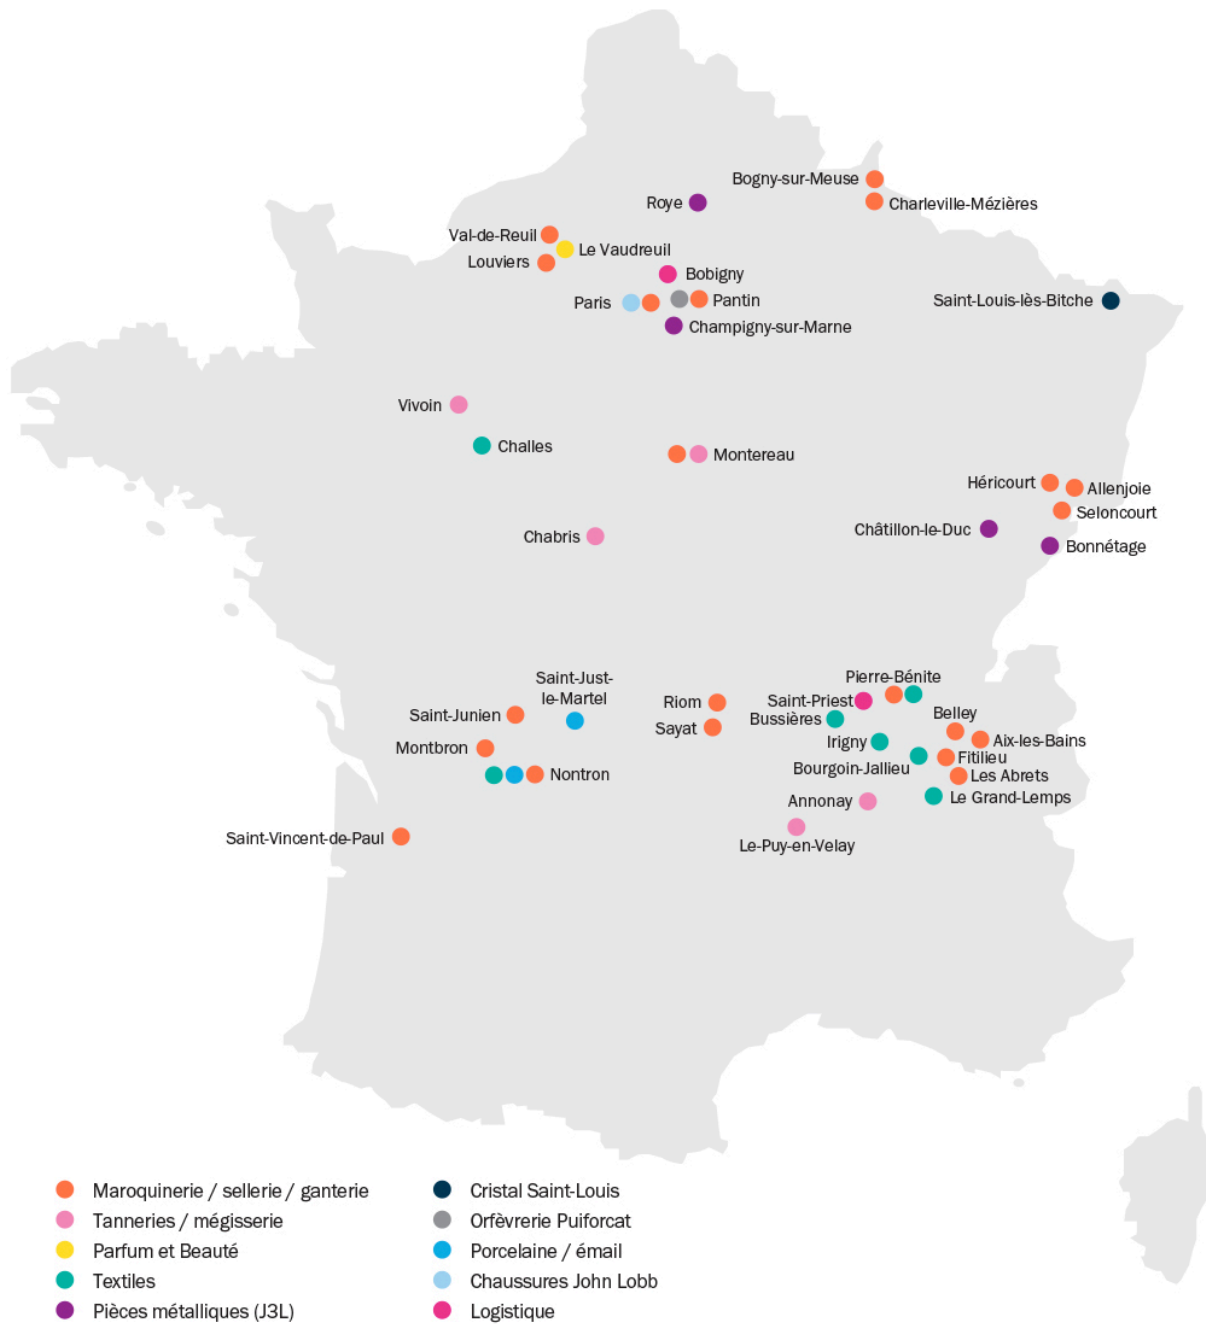 Bogny-sur-Meuse
Roye
Charleville-Mézières
Val-de-Reuil
Le Vaudreuil
Louviers
Bobigny
Paris
Pantin
Saint-Louis-lès-Bitche
Champigny-sur-Marne
Vivoin
Challes
Montereau
Héricourt
Allenjoie
Seloncourt
Châtillon-le-Duc
Chabris
Bonnétage
Saint-Just-
le-Martel
Pierre-Bénite
Riom
Saint-Priest
Saint-Junien
Bussières
Belley
Sayat
Irigny
Aix-les-Bains
Montbron
Fitilieu
Bourgoin-Jallieu
Nontron
Les Abrets
Le Grand-Lemps
Annonay
Saint-Vincent-de-Paul
Le-Puy-en-Velay
Maroquinerie / sellerie / ganterie
Tanneries / mégisserie
Parfum et Beauté
Textiles
Pièces métalliques (J3L)
Cristal Saint-Louis
Orfèvrerie Puiforcat
Porcelaine / émail
Chaussures John Lobb
Logistique